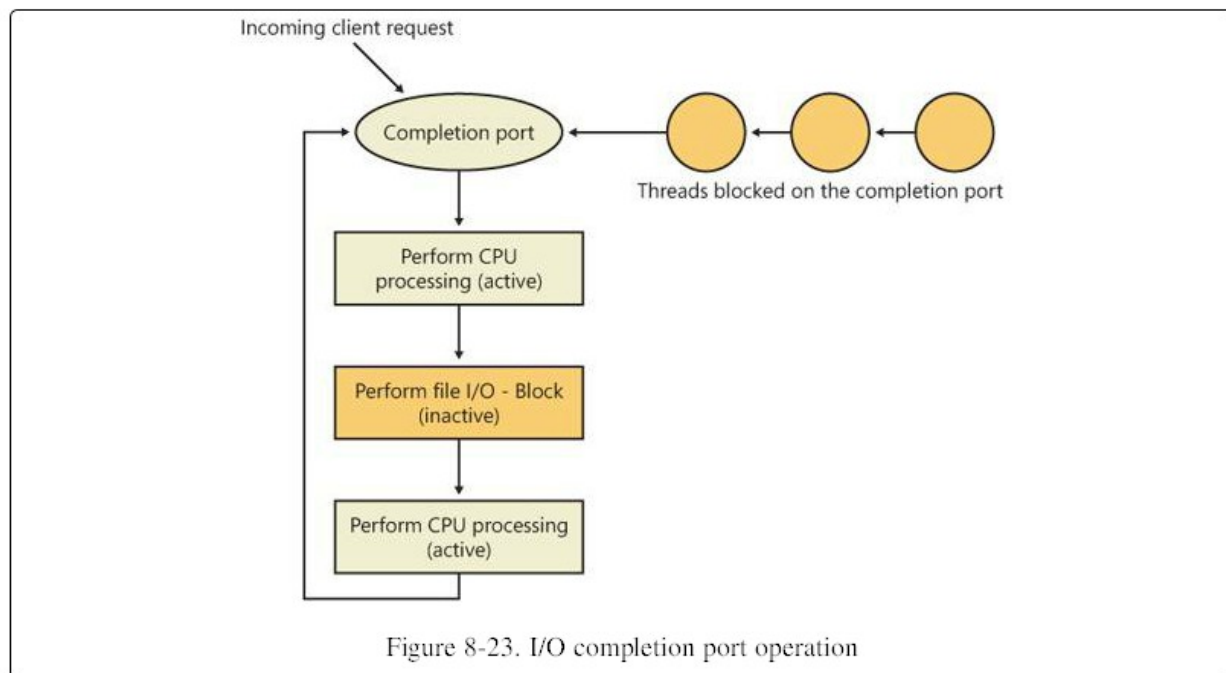 Incoming client request
Completion port
Threads blocked on the completion port
Perform CPU
processing (active)
Perform file I/O - Block
(inactive)
Perform CPU processing
(active)
Figure 8-23. I/O completion port operation